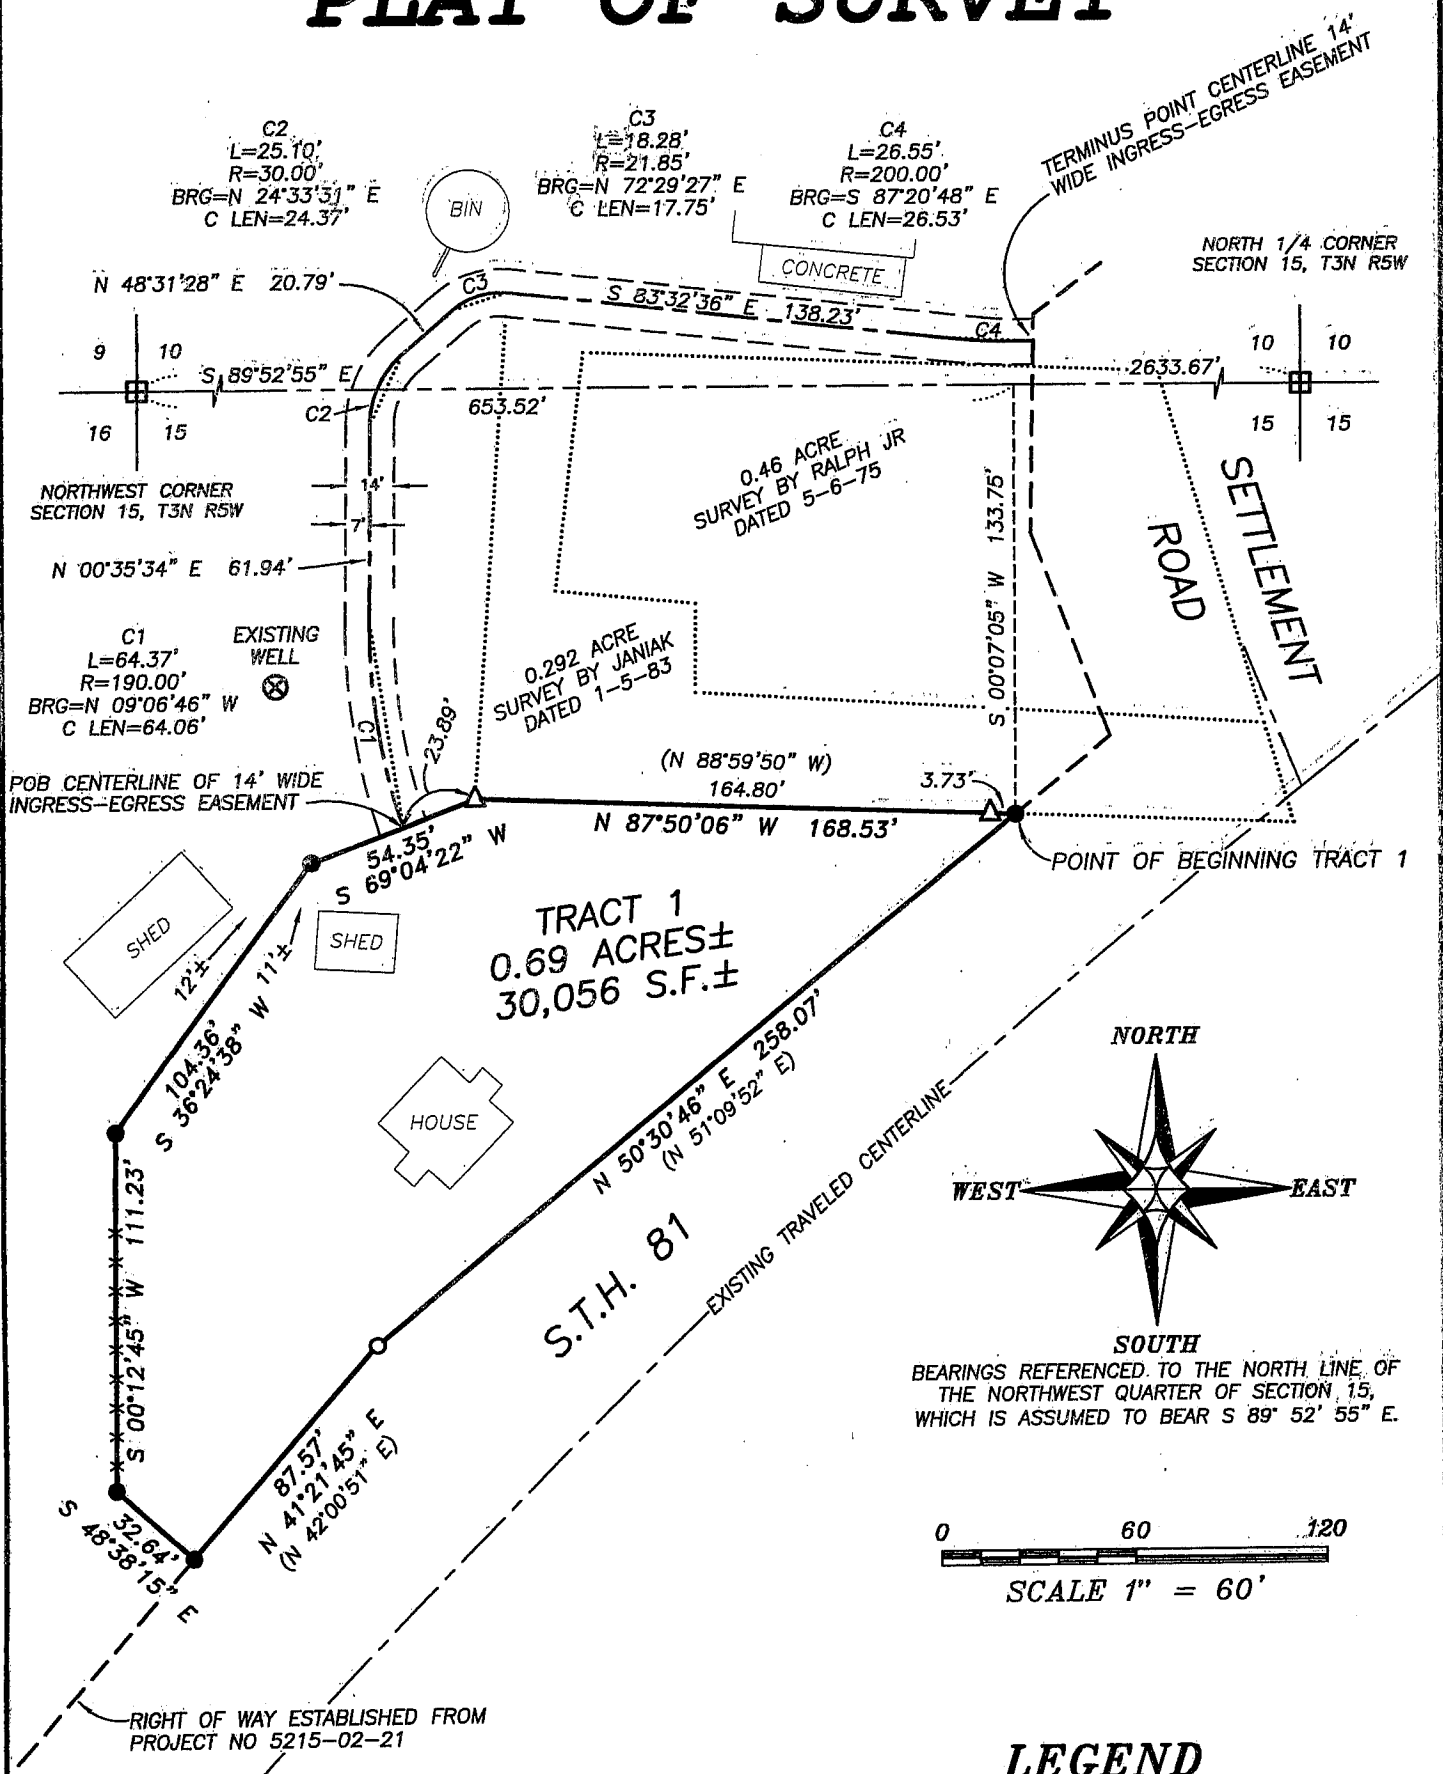 PLAT OF SURVEY
TERMINUS POINT CENTERLINE 14'
WIDE INGRESS-EGRESS EASEMENT
C2
L=25.10'
R=30.00'
BRG=N 24°33'31" E
C LEN=24.37'
BIN
C3
L=18.28'
R=21.85'
BRG=N 72°29'27" E
C LEN=17.75'
C4
L=26.55'
R=200.00'
BRG=S 87°20'48" E
C LEN=26.53'
CONCRETE
NORTH 1/4 CORNER
SECTION 15, T3N R5W
N 48°31'28" E 20.79'
C3
S 83°32'36" E 138.23'
C4
9
10
16
15
S 89°52'55" E
2633.67'
10
10
15
15
C2
653.52'
NORTHWEST CORNER
SECTION 15, T3N R5W
14'
7'
0.46 ACRE
SURVEY BY RALPH JR
DATED 5-6-75
S 00°07'05" W 133.75'
SETTLEMENT
ROAD
N 00°35'34" E 61.94'
C1
L=64.37'
R=190.00'
BRG=N 09°06'46" W
C LEN=64.06'
EXISTING
WELL
C1
0.292 ACRE
SURVEY BY JANIAK
DATED 1-5-83
23.89'
POB CENTERLINE OF 14' WIDE
INGRESS-EGRESS EASEMENT
(N 88°59'50" W)
164.80'
3.73'
N 87°50'06" W 168.53'
54.35'
S 69°04'22" W
POINT OF BEGINNING TRACT 1
SHED
SHED
12'±
11'±
TRACT 1
0.69 ACRES±
30,056 S.F.±
104.36'
S 36°24'38" W
HOUSE
N 50°30'46" E 258.07'
(N 51°09'52" E)
S.T.H. 81
EXISTING TRAVELED CENTERLINE
NORTH
WEST
EAST
SOUTH
S 00°12'45" W 111.23'
BEARINGS REFERENCED TO THE NORTH LINE OF
THE NORTHWEST QUARTER OF SECTION 15,
WHICH IS ASSUMED TO BEAR S 89° 52' 55" E.
87.57'
N 41°21'45" E
(N 42°00'51" E)
32.64'
S 48°38'15" E
0 60 120
SCALE 1" = 60'
RIGHT OF WAY ESTABLISHED FROM
PROJECT NO 5215-02-21
LEGEND